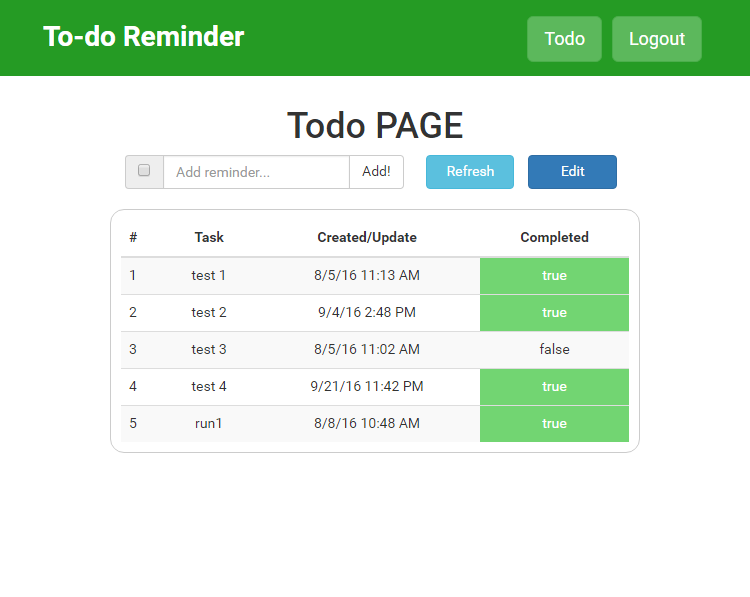 To-do Reminder Todo Logout
Todo PAGE
Add reminder... Add! Refresh Edit
# Task Created/Update Completed
1 test 1 8/5/16 11:13 AM true
2 test 2 9/4/16 2:48 PM true
3 test 3 8/5/16 11:02 AM false
4 test 4 9/21/16 11:42 PM true
5 run1 8/8/16 10:48 AM true